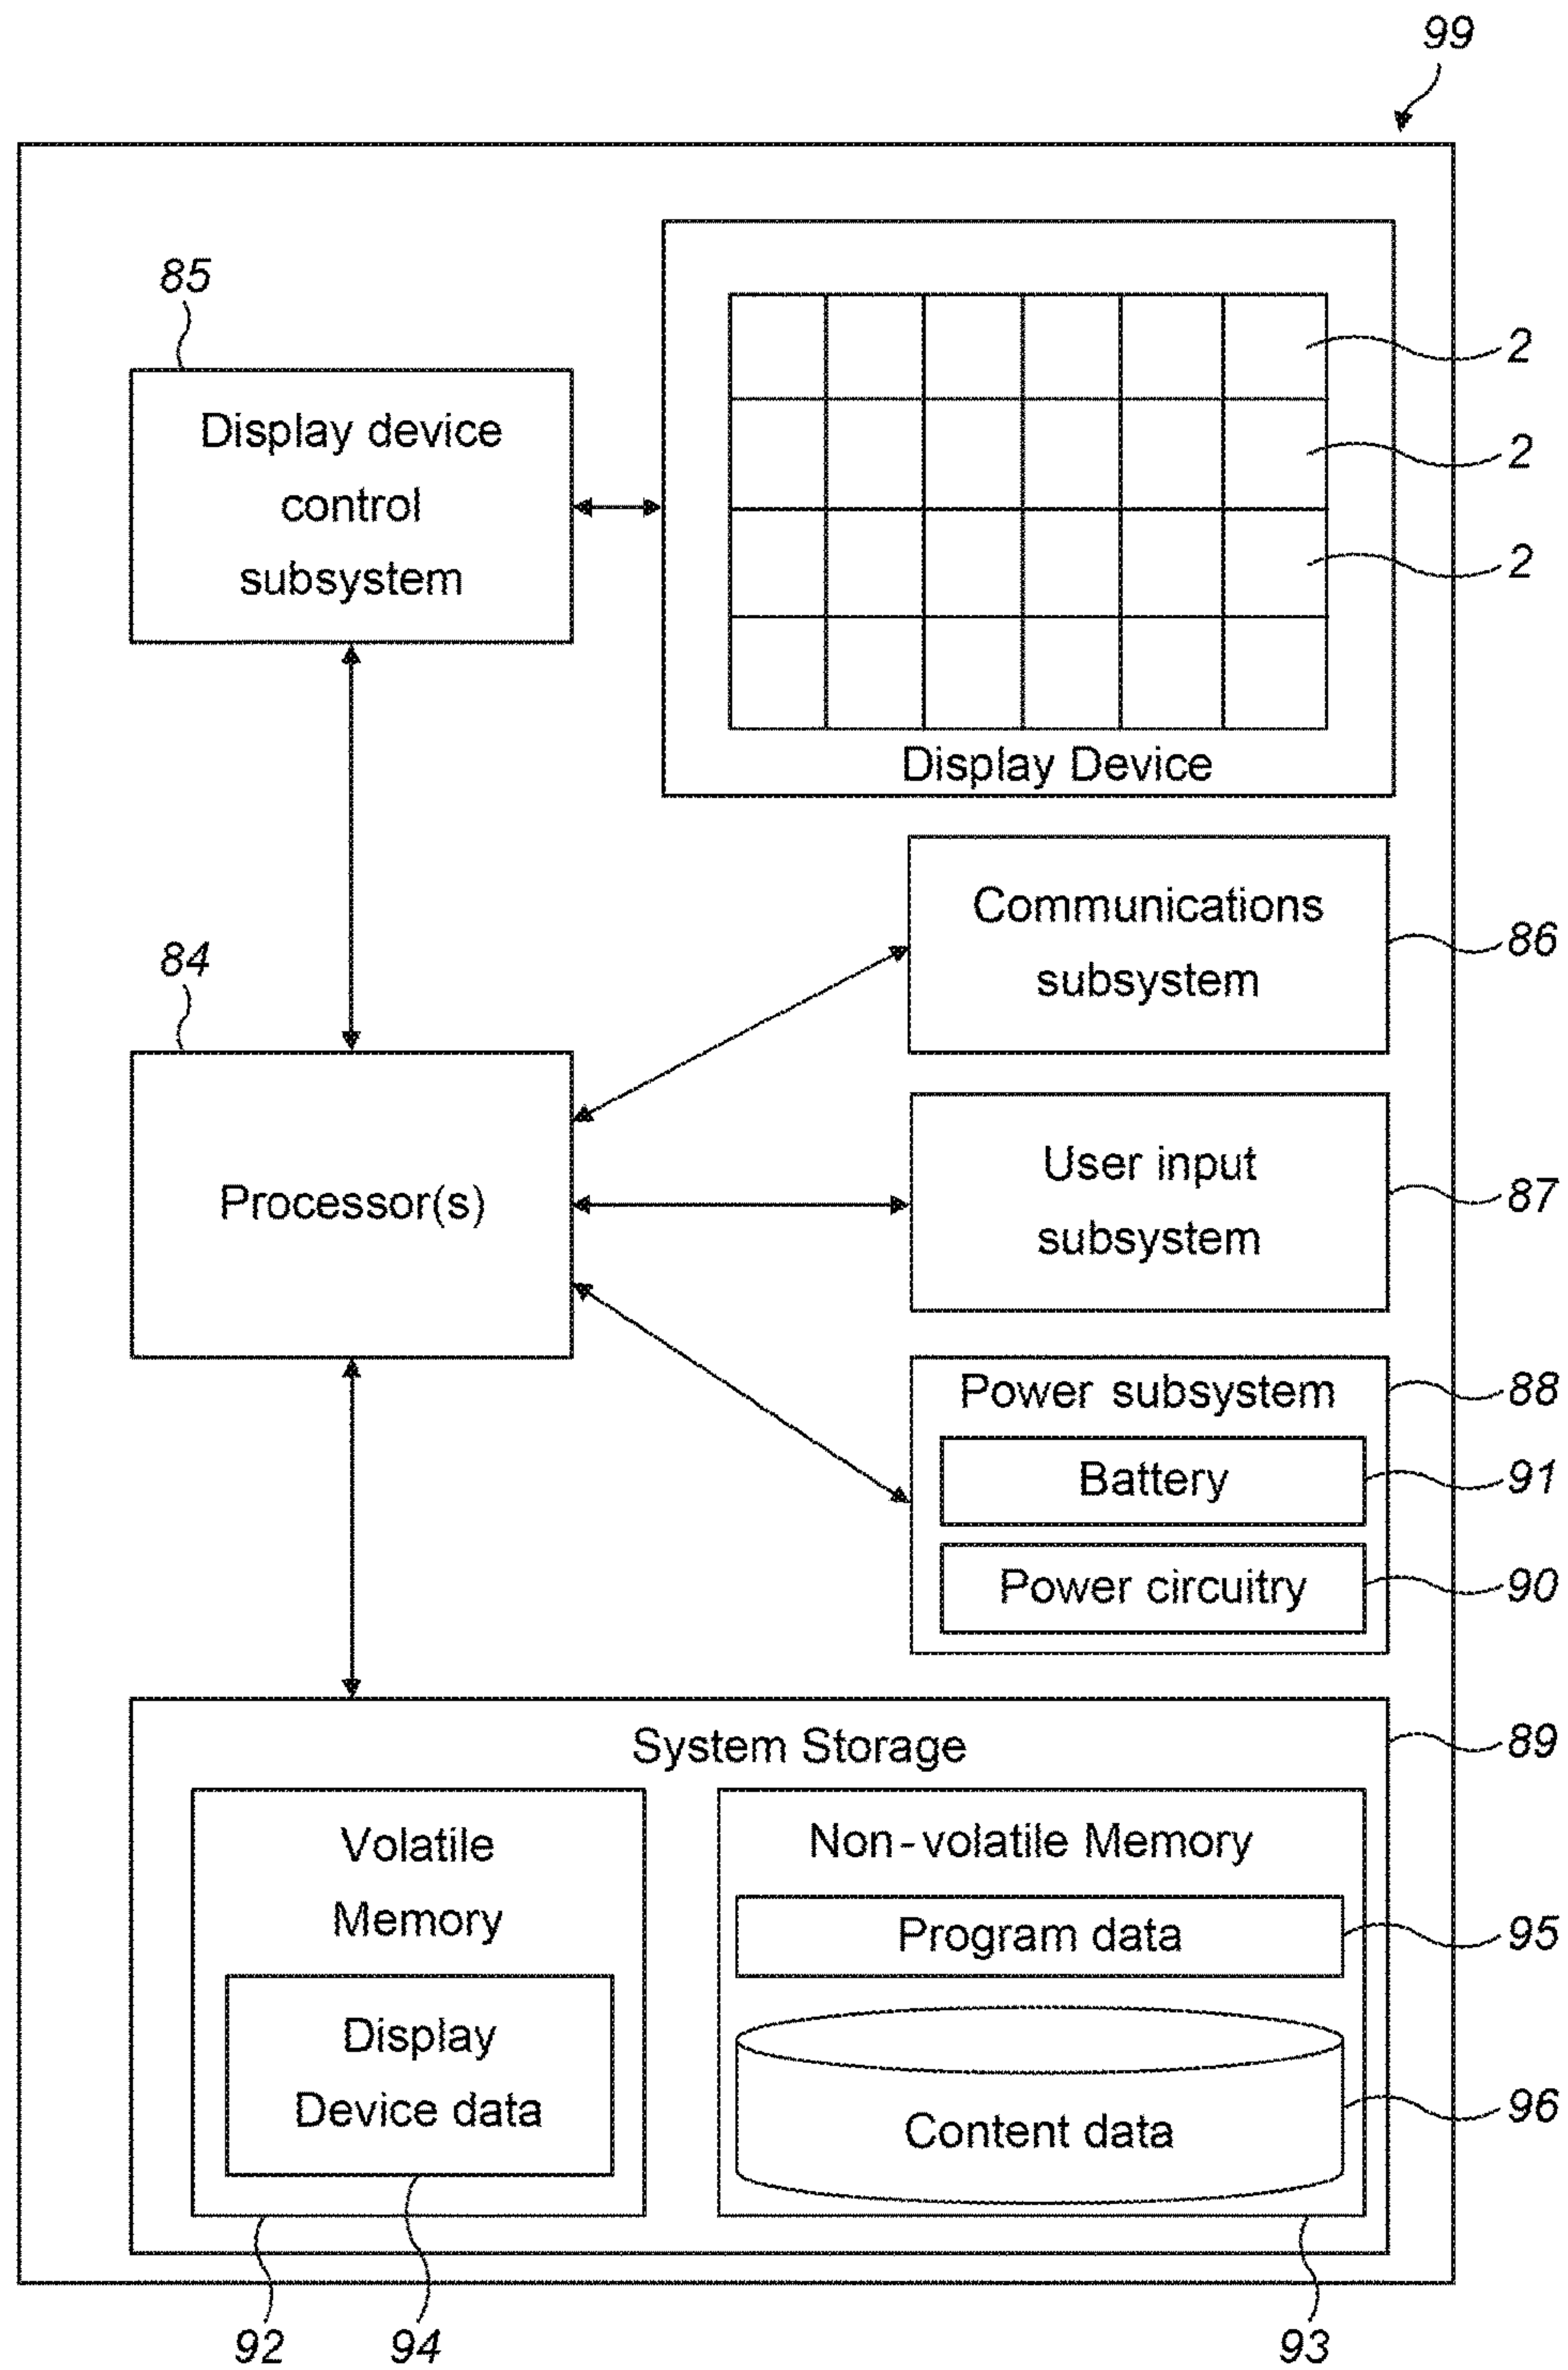 99
85
Display device
control
subsystem
2
2
2
Display Device
Communications
subsystem
86
84
Processor(s)
User input
subsystem
87
Power subsystem
88
Battery
91
Power circuitry
90
System Storage
89
Volatile
Memory
Non-volatile Memory
Program data
95
Display
Device data
Content data
96
92
94
93